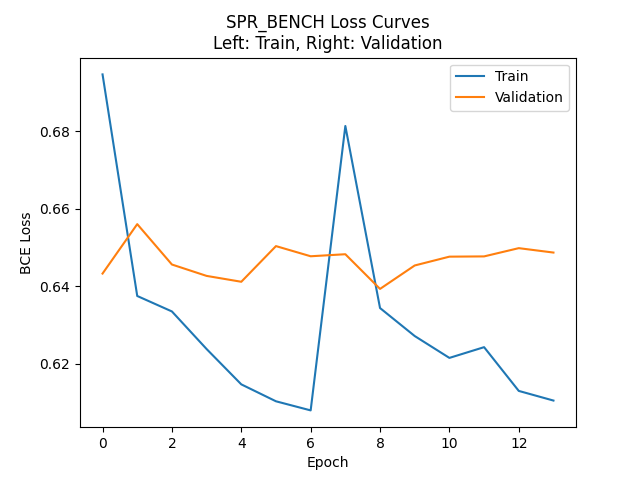 SPR_BENCH Loss Curves
Left: Train, Right: Validation
Train
Validation
BCE Loss
0.68
0.66
0.64
0.62
0 2 4 6 8 10 12
Epoch